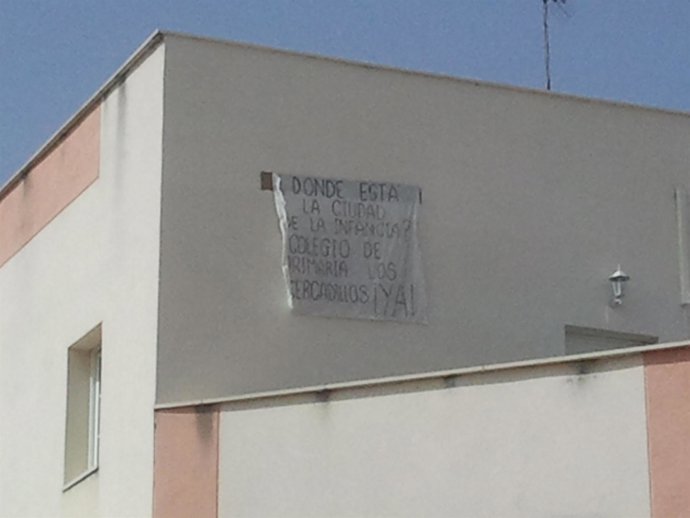 ¿DONDE ESTA
LA CIUDAD
DE LA INFANCIA?
COLEGIO DE
PRIMARIA LOS
CERCADILLOS ¡YA!